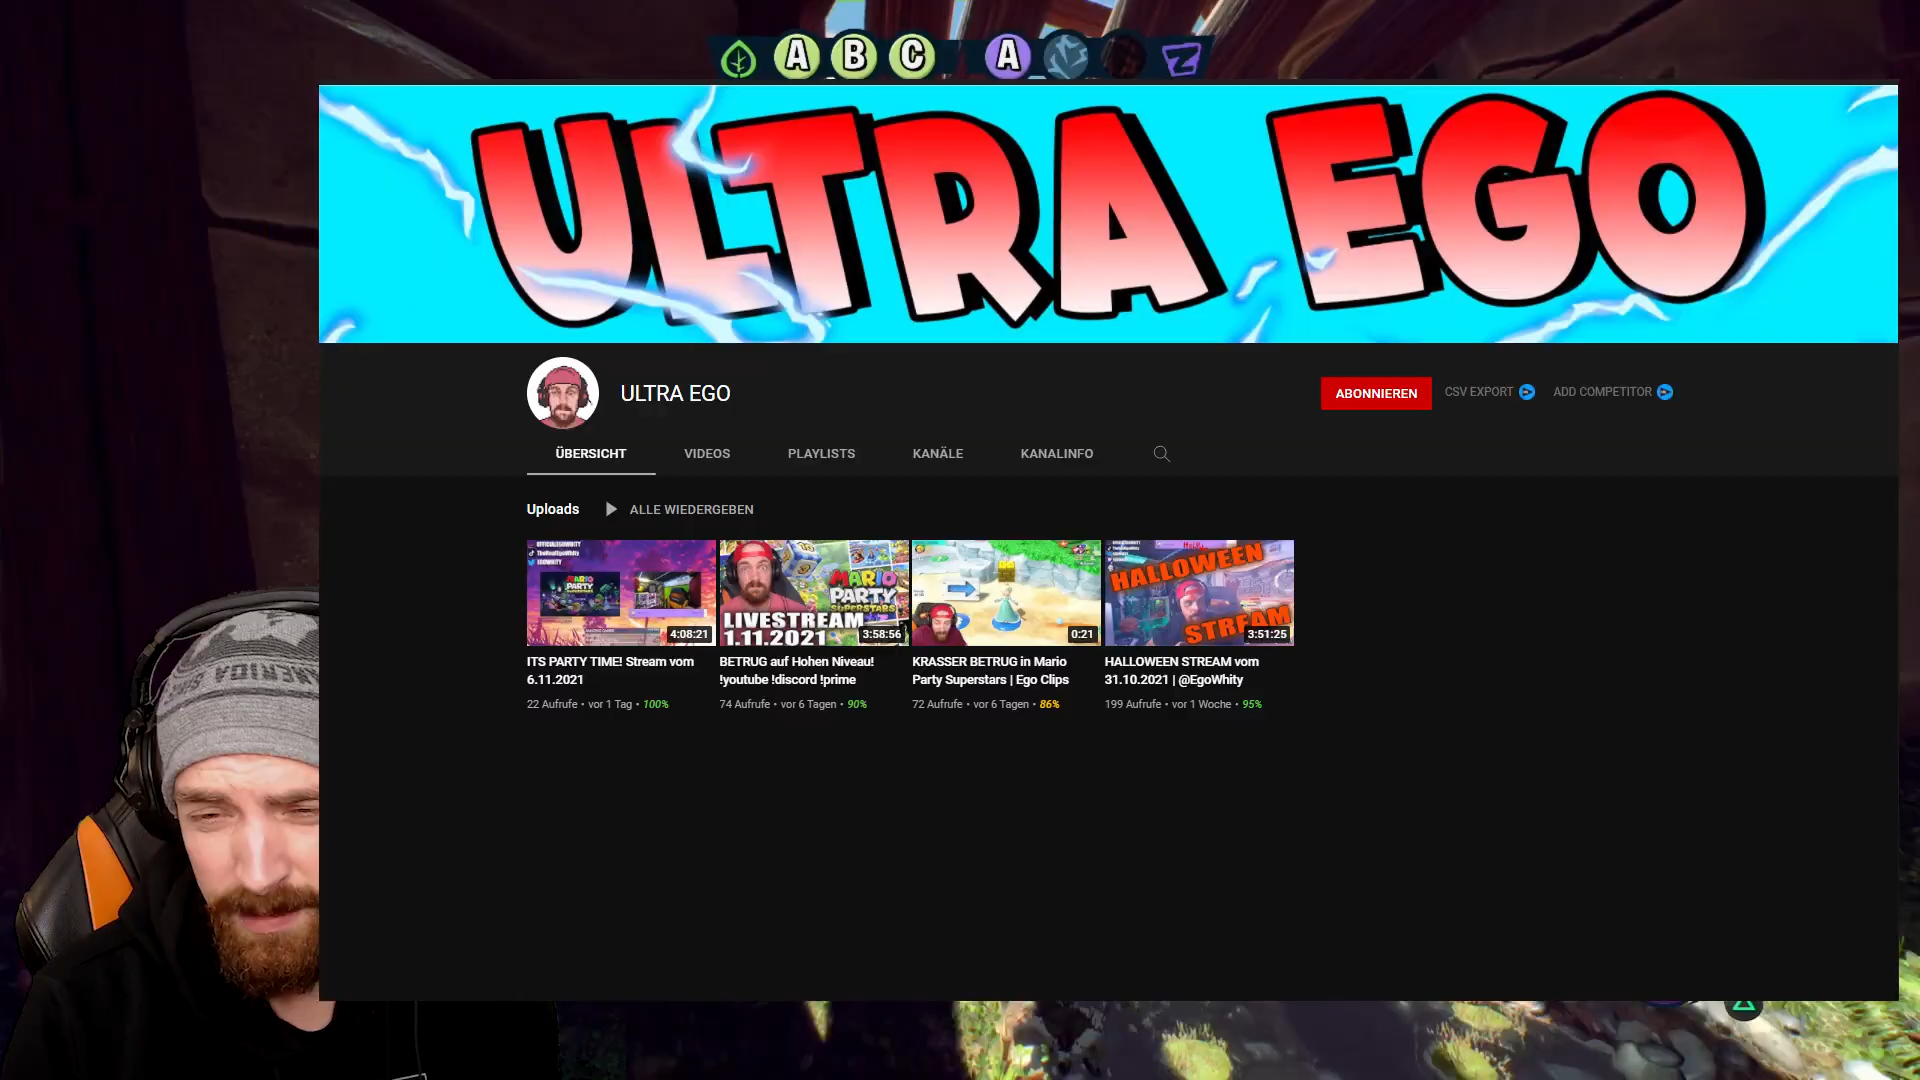 A B C A
ULTRA EGO
ULTRA EGO
ABONNIEREN
CSV EXPORT
ADD COMPETITOR
ÜBERSICHT
VIDEOS
PLAYLISTS
KANÄLE
KANALINFO
Uploads
ALLE WIEDERGEBEN
MARIO
PARTY
4:08:21
ITS PARTY TIME! Stream vom
6.11.2021
22 Aufrufe • vor 1 Tag • 100%
MARIO
PARTY
SUPERSTARS
LIVESTREAM
1.11.2021
3:58:56
BETRUG auf Hohen Niveau!
!youtube !discord !prime
74 Aufrufe • vor 6 Tagen • 90%
0:21
KRASSER BETRUG in Mario
Party Superstars | Ego Clips
72 Aufrufe • vor 6 Tagen • 86%
HALLOWEEN
STREAM
3:51:25
HALLOWEEN STREAM vom
31.10.2021 | @EgoWhity
199 Aufrufe • vor 1 Woche • 95%